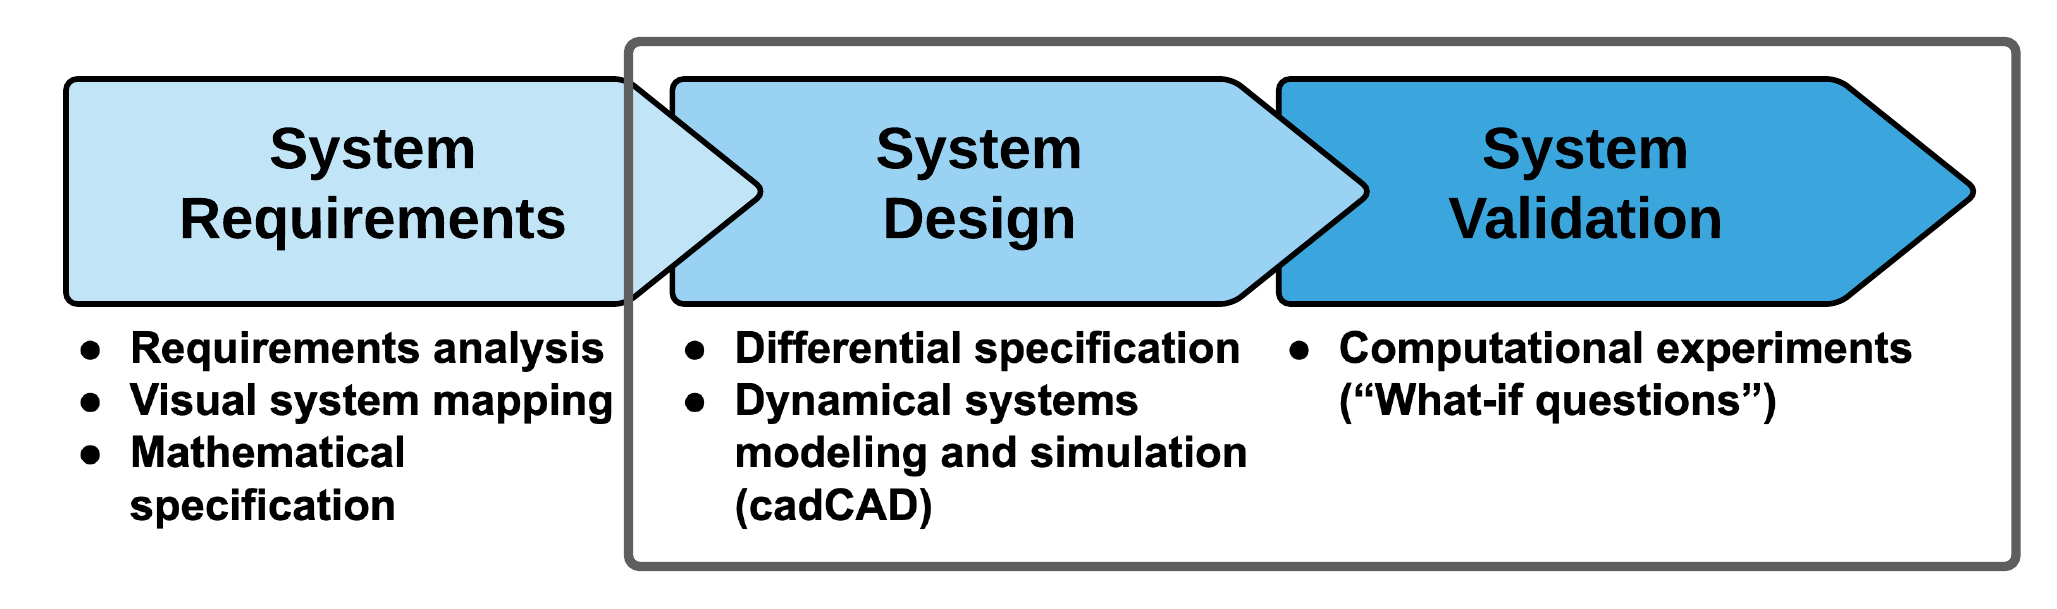 System
Requirements
● Requirements analysis
● Visual system mapping
● Mathematical
specification
System
Design
● Differential specification
● Dynamical systems
modeling and simulation
(cadCAD)
System
Validation
● Computational experiments
(“What-if questions”)